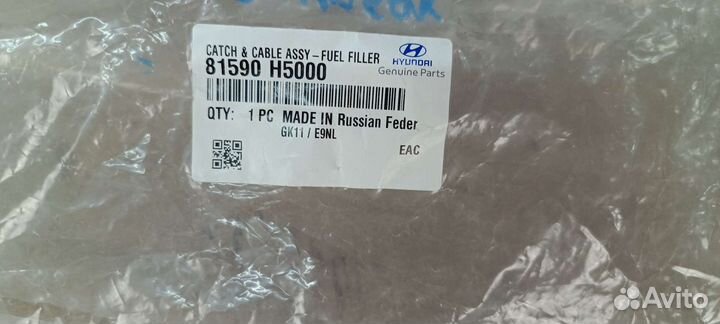 CATCH & CABLE ASSY-FUEL FILLER
HYUNDAI
81590 H5000
Genuine Parts
QTY: 1 PC MADE IN Russian Feder
GK11 / E9NL
EAC
Avito